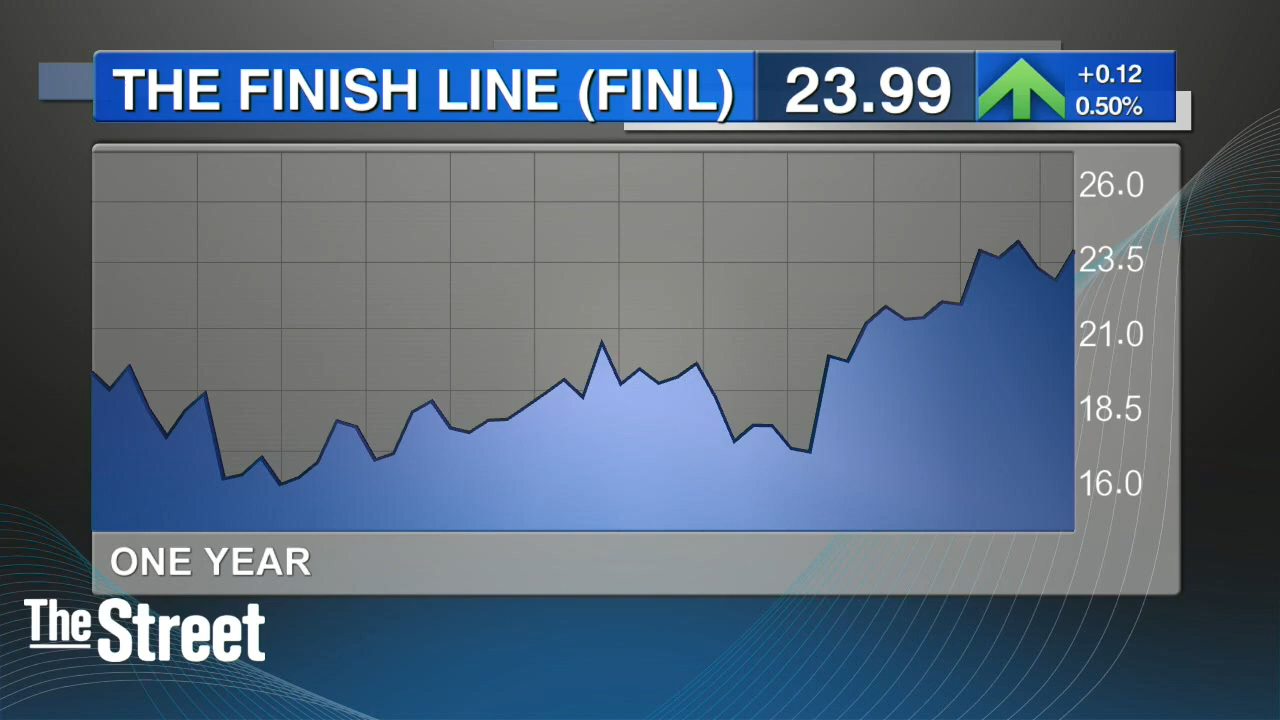 THE FINISH LINE (FINL) 23.99 +0.12
0.50%
26.0
23.5
21.0
18.5
16.0
ONE YEAR
The Street